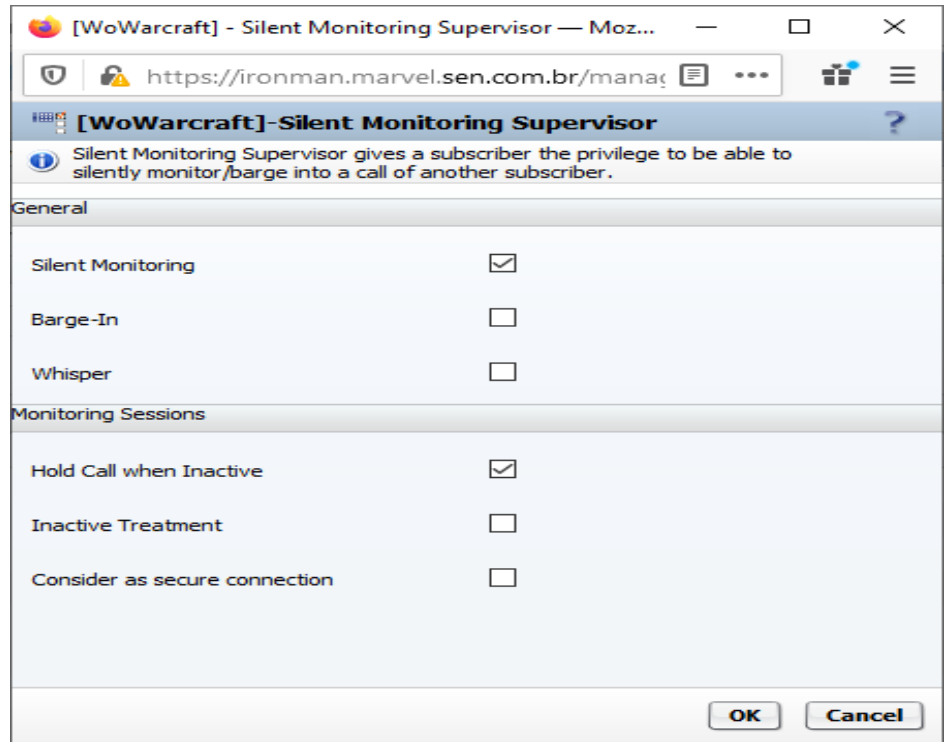 [WoWarcraft] - Silent Monitoring Supervisor — Moz...
https://ironman.marvel.sen.com.br/manag
[WoWarcraft]-Silent Monitoring Supervisor ?
Silent Monitoring Supervisor gives a subscriber the privilege to be able to
silently monitor/barge into a call of another subscriber.
General
Silent Monitoring
Barge-In
Whisper
Monitoring Sessions
Hold Call when Inactive
Inactive Treatment
Consider as secure connection
OK Cancel